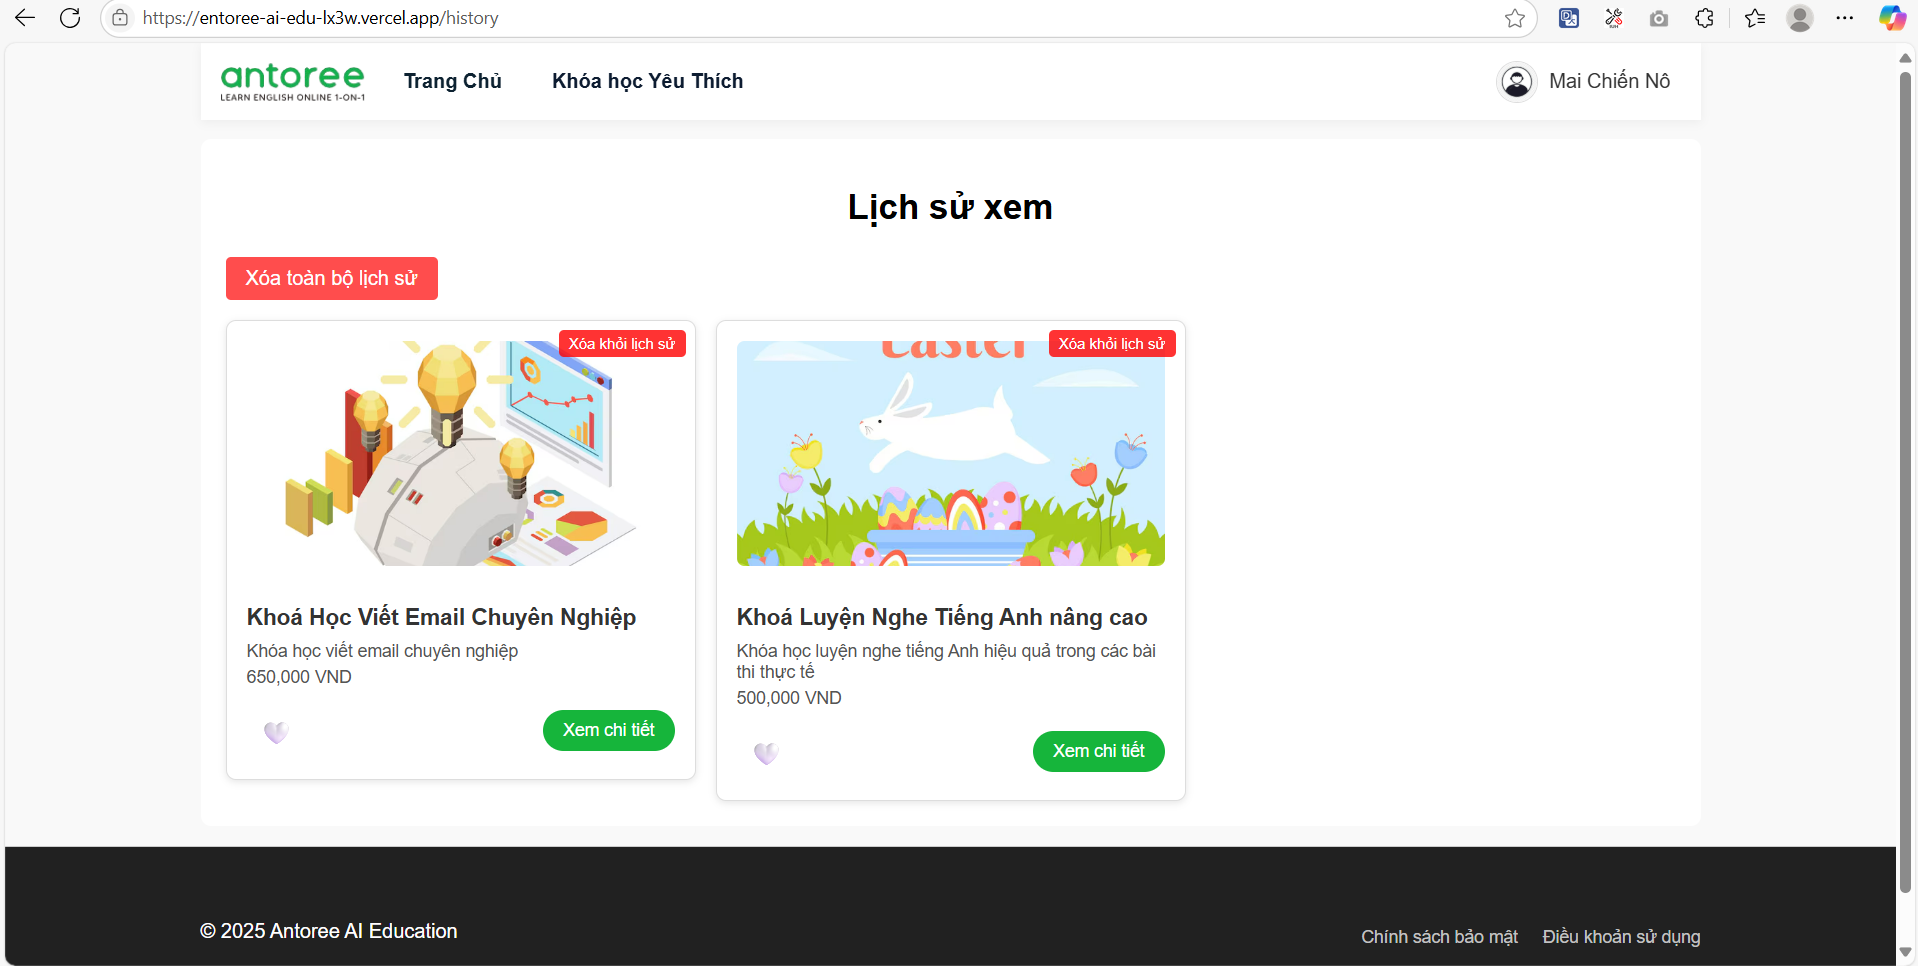 https://entoree-ai-edu-lx3w.vercel.app/history
antoree
LEARN ENGLISH ONLINE 1-ON-1
Trang Chủ
Khóa học Yêu Thích
Mai Chiến Nô
Lịch sử xem
Xóa toàn bộ lịch sử
Xóa khỏi lịch sử
Khoá Học Viết Email Chuyên Nghiệp
Khóa học viết email chuyên nghiệp
650,000 VND
Xem chi tiết
Xóa khỏi lịch sử
Easter
Khoá Luyện Nghe Tiếng Anh nâng cao
Khóa học luyện nghe tiếng Anh hiệu quả trong các bài
thi thực tế
500,000 VND
Xem chi tiết
© 2025 Antoree AI Education
Chính sách bảo mật
Điều khoản sử dụng